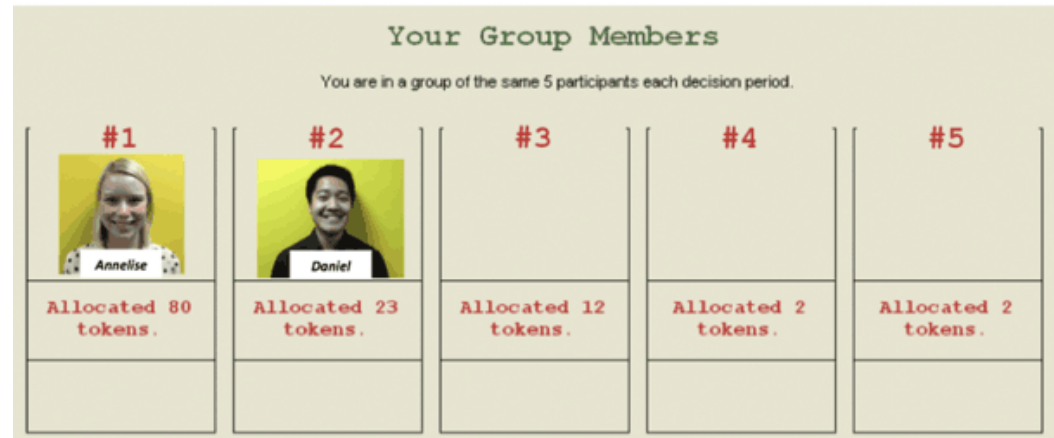 Your Group Members
You are in a group of the same 5 participants each decision period.
#1
#2
#3
#4
#5
Annelise
Daniel
Allocated 80
tokens.
Allocated 23
tokens.
Allocated 12
tokens.
Allocated 2
tokens.
Allocated 2
tokens.